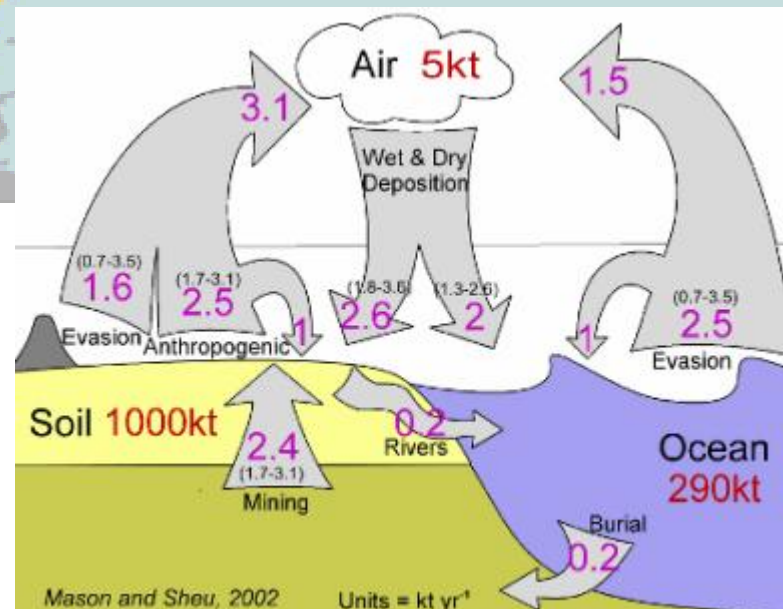 Air 5kt
3.1
1.5
Wet & Dry
Deposition
(0.7-3.5)
1.6
(1.7-3.1)
2.5
1
(1.8-3.6)
2.6
(1.3-2.6)
2
1
(0.7-3.5)
2.5
Evasion
Anthropogenic
Evasion
Soil 1000kt
2.4
(1.7-3.1)
Mining
0.2
Rivers
Ocean
290kt
Burial
0.2
Mason and Sheu, 2002
Units = kt yr⁻¹